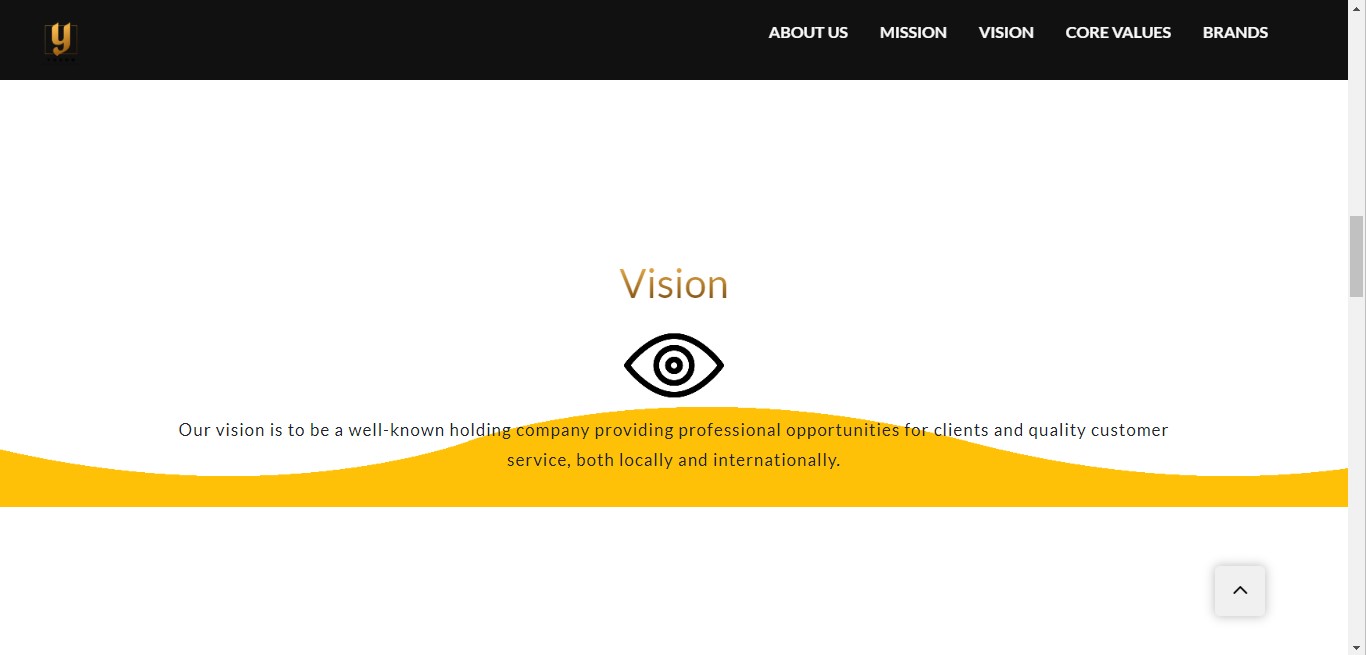 y
ABOUT US MISSION VISION CORE VALUES BRANDS
Vision
Our vision is to be a well-known holding company providing professional opportunities for clients and quality customer
service, both locally and internationally.